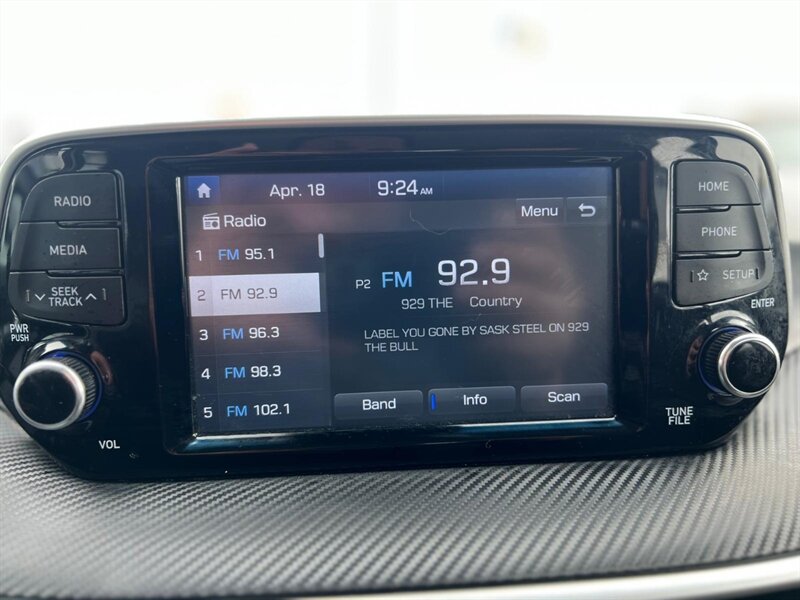 RADIO
MEDIA
SEEK
TRACK
PWR
PUSH
VOL
Apr. 18 9:24 AM
Radio
Menu
1 FM 95.1
2 FM 92.9
3 FM 96.3
4 FM 98.3
5 FM 102.1
P2 FM 92.9
929 THE Country
LABEL YOU GONE BY SASK STEEL ON 929
THE BULL
Band Info Scan
HOME
PHONE
SETUP
ENTER
TUNE
FILE